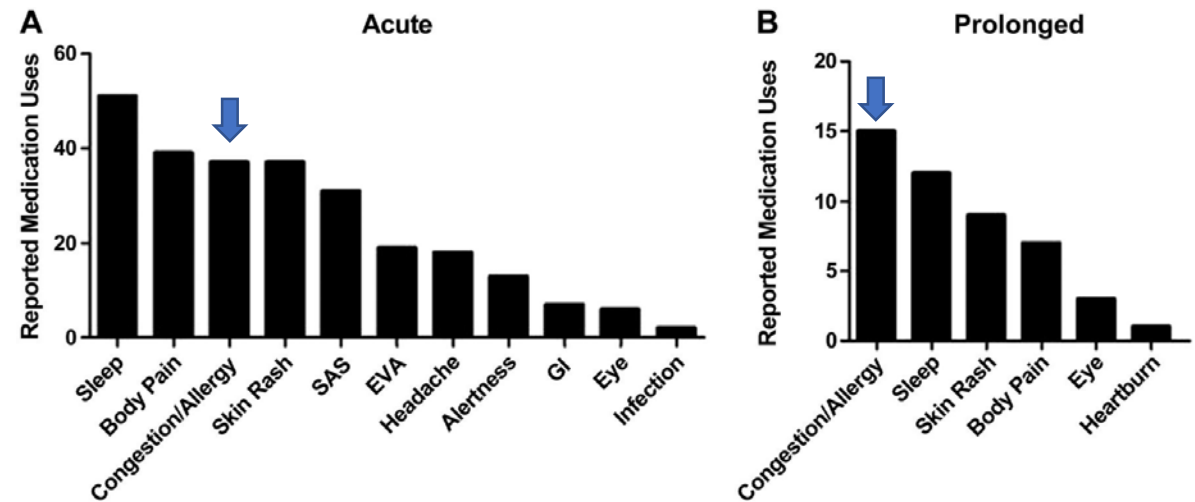 A
Acute
Reported Medication Uses
60
40
20
0
Sleep
Body Pain
Congestion/Allergy
Skin Rash
SAS
EVA
Headache
Alertness
GI
Eye
Infection
B
Prolonged
Reported Medication Uses
20
15
10
5
0
Congestion/Allergy
Sleep
Skin Rash
Body Pain
Eye
Heartburn